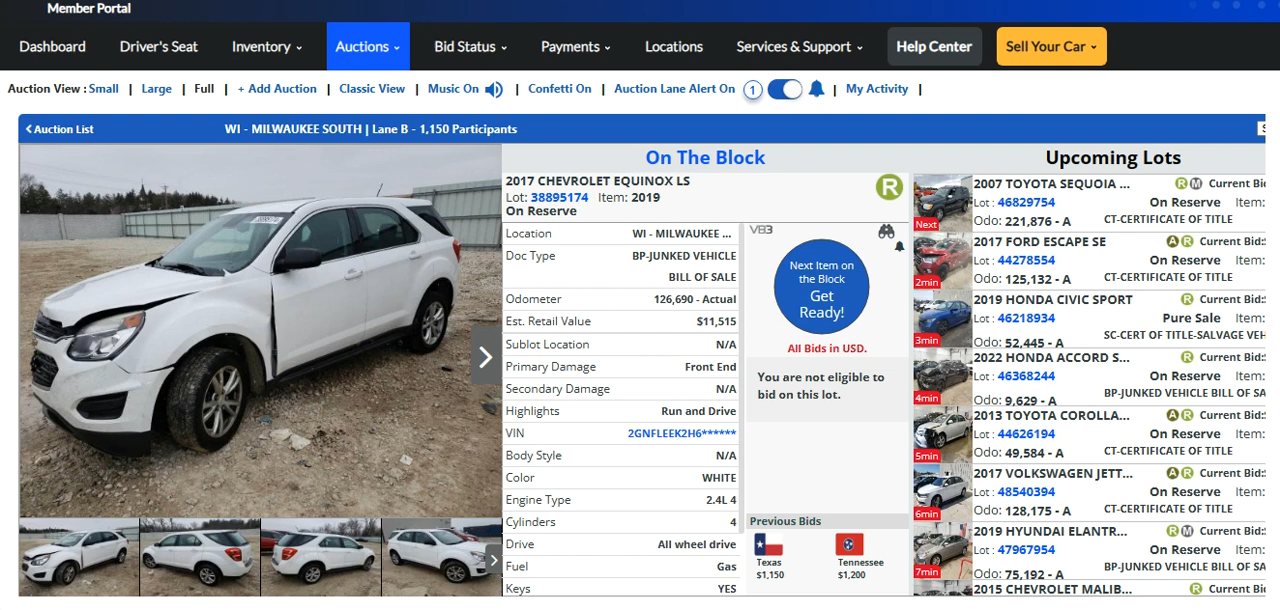 Member Portal
Dashboard Driver's Seat Inventory Auctions Bid Status Payments Locations Services & Support Help Center Sell Your Car
Auction View : Small | Large | Full | + Add Auction | Classic View | Music On | Confetti On | Auction Lane Alert On 1 | My Activity |
Auction List WI - MILWAUKEE SOUTH | Lane B - 1,150 Participants
On The Block
2017 CHEVROLET EQUINOX LS
Lot: 38895174 Item: 2019
On Reserve
R
Location WI - MILWAUKEE ...
Doc Type BP-JUNKED VEHICLE
BILL OF SALE
Odometer 126,690 - Actual
Est. Retail Value $11,515
Sublot Location N/A
Primary Damage Front End
Secondary Damage N/A
Highlights Run and Drive
VIN 2GNFLEEK2H6******
Body Style N/A
Color WHITE
Engine Type 2.4L 4
Cylinders 4
Drive All wheel drive
Fuel Gas
Keys YES
VB3
Next Item on
the Block
Get
Ready!
All Bids in USD.
You are not eligible to
bid on this lot.
Previous Bids
Texas
$1,150
Tennessee
$1,200
Upcoming Lots
2007 TOYOTA SEQUOIA ... R M Current Bi
Lot : 46829754 On Reserve Item:
Next
Odo: 221,876 - A CT-CERTIFICATE OF TITLE
2017 FORD ESCAPE SE A R Current Bid:
Lot : 44278554 On Reserve Item:
2min
Odo: 125,132 - A CT-CERTIFICATE OF TITLE
2019 HONDA CIVIC SPORT R Current Bid:
Lot : 46218934 Pure Sale Item:
3min
Odo: 52,445 - A SC-CERT OF TITLE-SALVAGE VEH
2022 HONDA ACCORD S... R Current Bid:
Lot : 46368244 On Reserve Item:
4min
Odo: 9,629 - A BP-JUNKED VEHICLE BILL OF SA
2013 TOYOTA COROLLA... A R Current Bid:
Lot : 44626194 On Reserve Item:
5min
Odo: 49,584 - A CT-CERTIFICATE OF TITLE
2017 VOLKSWAGEN JETT... A R Current Bid:
Lot : 48540394 On Reserve Item:
6min
Odo: 128,175 - A CT-CERTIFICATE OF TITLE
2019 HYUNDAI ELANTR... R M Current Bid:
Lot : 47967954 On Reserve Item:
7min
Odo: 75,192 - A BP-JUNKED VEHICLE BILL OF SA
2015 CHEVROLET MALIB... R Current Bi